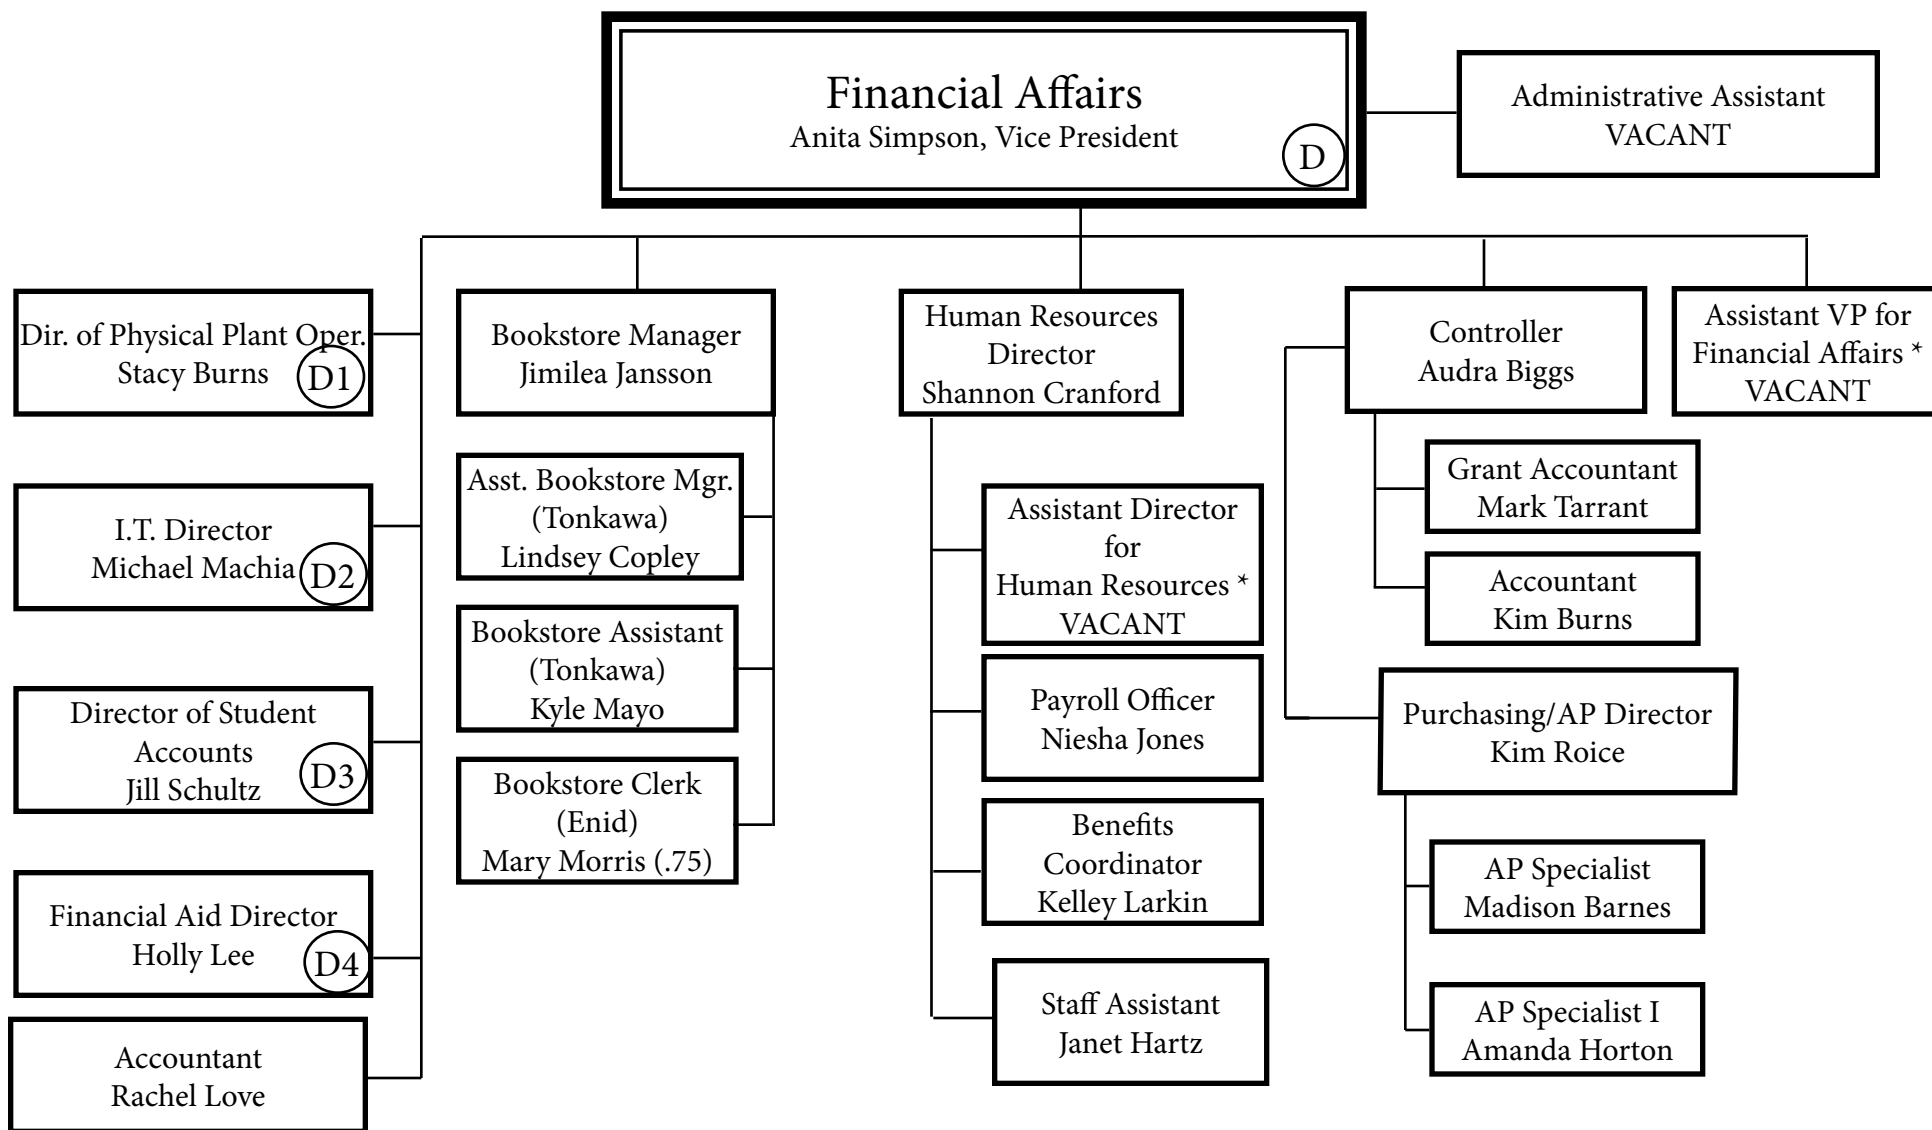 Financial Affairs
Anita Simpson, Vice President
D
Administrative Assistant
VACANT
Dir. of Physical Plant Oper.
Stacy Burns
D1
I.T. Director
Michael Machia
D2
Director of Student
Accounts
Jill Schultz
D3
Financial Aid Director
Holly Lee
D4
Accountant
Rachel Love
Bookstore Manager
Jimilea Jansson
Asst. Bookstore Mgr.
(Tonkawa)
Lindsey Copley
Bookstore Assistant
(Tonkawa)
Kyle Mayo
Bookstore Clerk
(Enid)
Mary Morris (.75)
Human Resources
Director
Shannon Cranford
Assistant Director
for
Human Resources *
VACANT
Payroll Officer
Niesha Jones
Benefits
Coordinator
Kelley Larkin
Staff Assistant
Janet Hartz
Controller
Audra Biggs
Grant Accountant
Mark Tarrant
Accountant
Kim Burns
Purchasing/AP Director
Kim Roice
AP Specialist
Madison Barnes
AP Specialist I
Amanda Horton
Assistant VP for
Financial Affairs *
VACANT